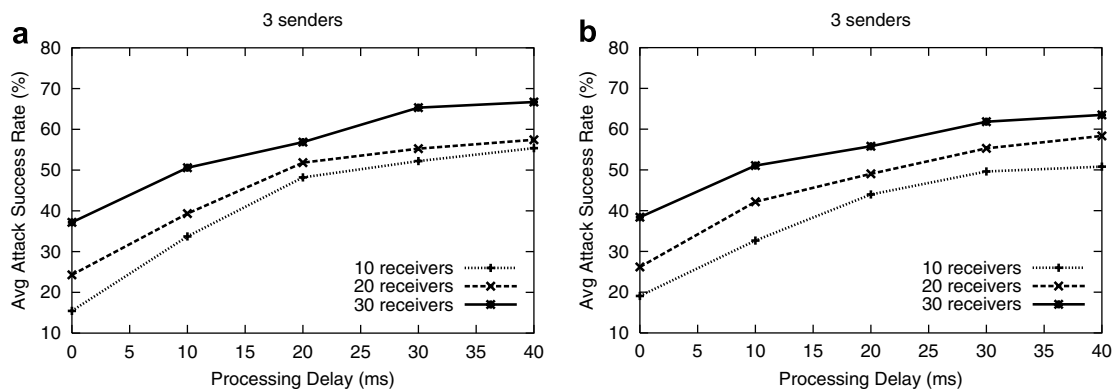 a
3 senders
Avg Attack Success Rate (%)
80
70
60
50
40
30
20
10
10 receivers
20 receivers
30 receivers
0 5 10 15 20 25 30 35 40
Processing Delay (ms)
b
3 senders
Avg Attack Success Rate (%)
80
70
60
50
40
30
20
10
10 receivers
20 receivers
30 receivers
0 5 10 15 20 25 30 35 40
Processing Delay (ms)